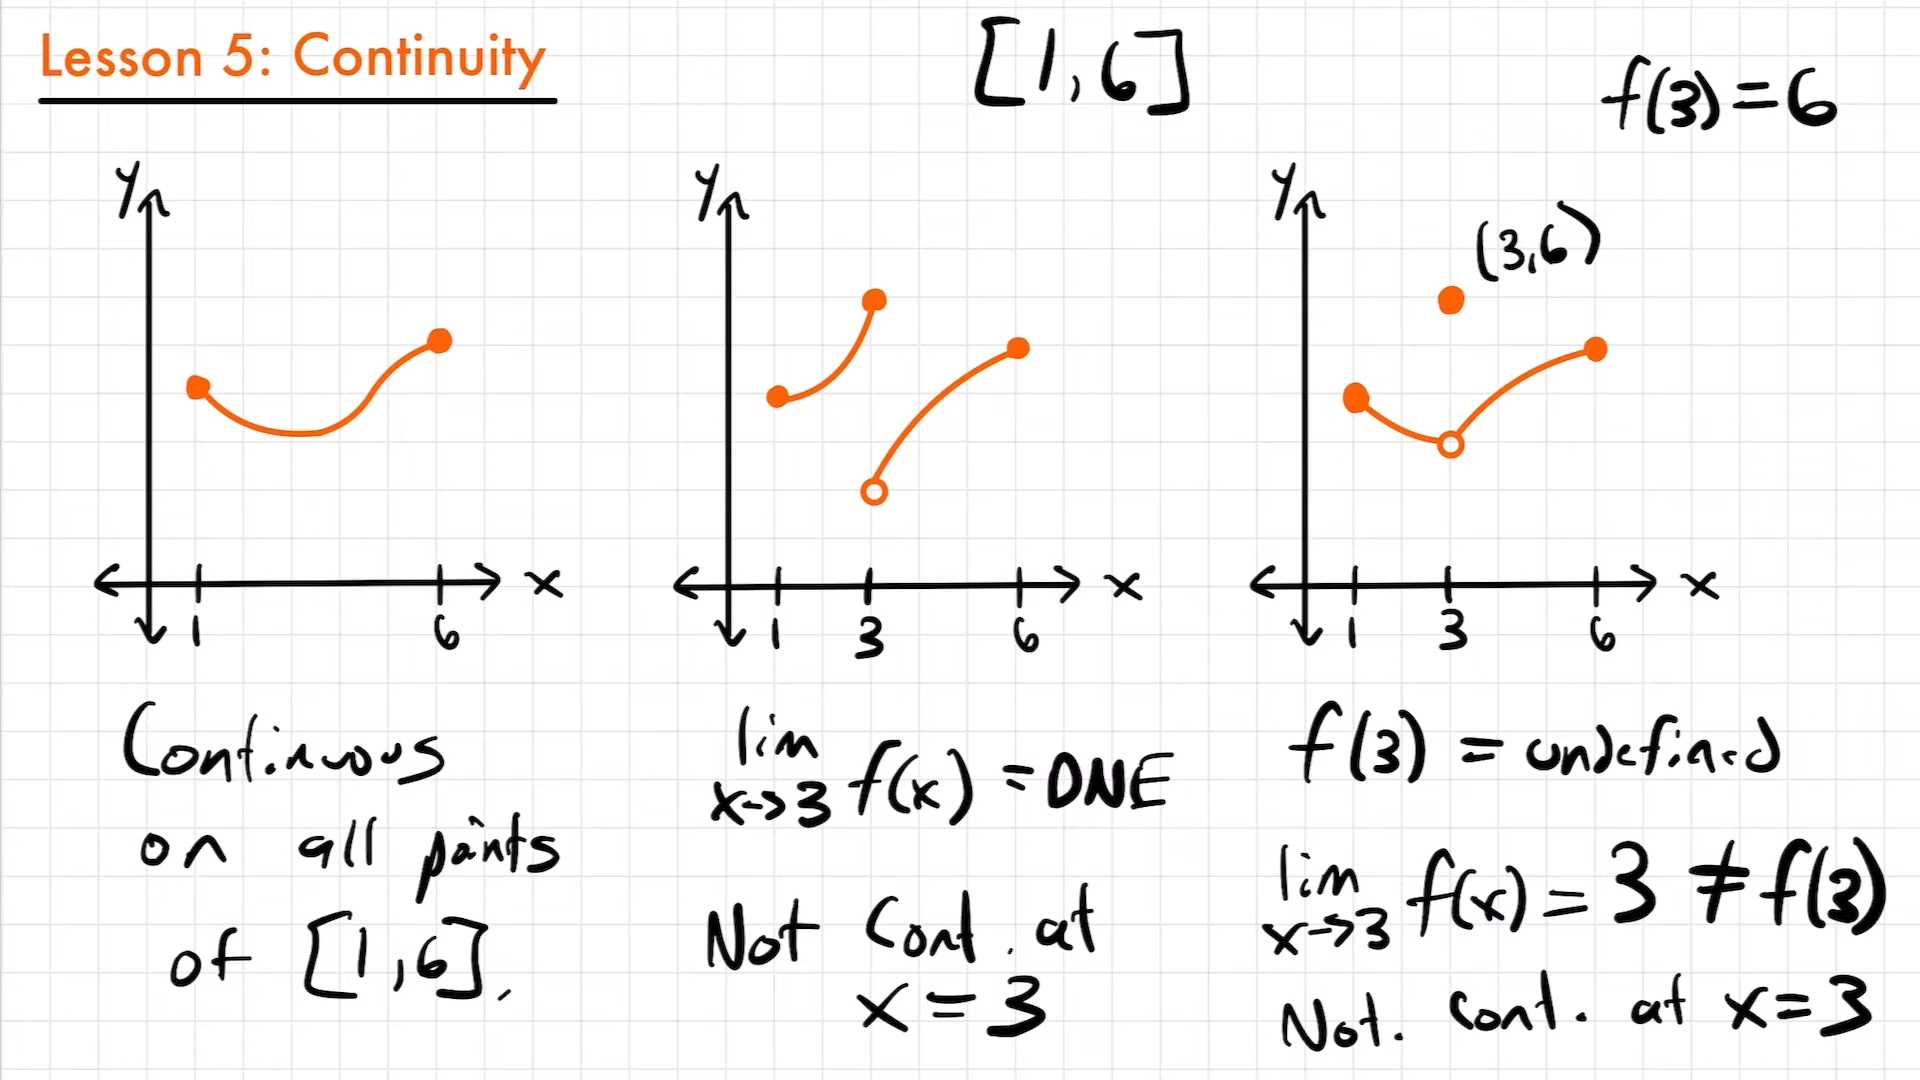 Lesson 5: Continuity
[1,6]
f(3)=6
y
x
1
6
y
x
1
3
6
y
(3,6)
x
1
3
6
Continuous
on all points
of [1,6].
lim f(x) = DNE
x→3
Not Cont. at
x=3
f(3) = undefined
lim f(x) = 3 ≠ f(3)
x→3
Not. Cont. at x=3